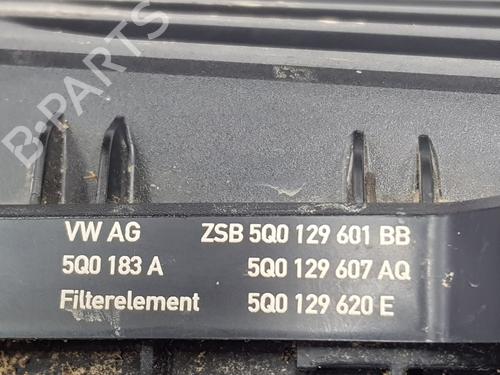 B-PARTS
VW AG ZSB 5Q0 129 601 BB
5Q0 183 A 5Q0 129 607 AQ
Filterelement 5Q0 129 620 E